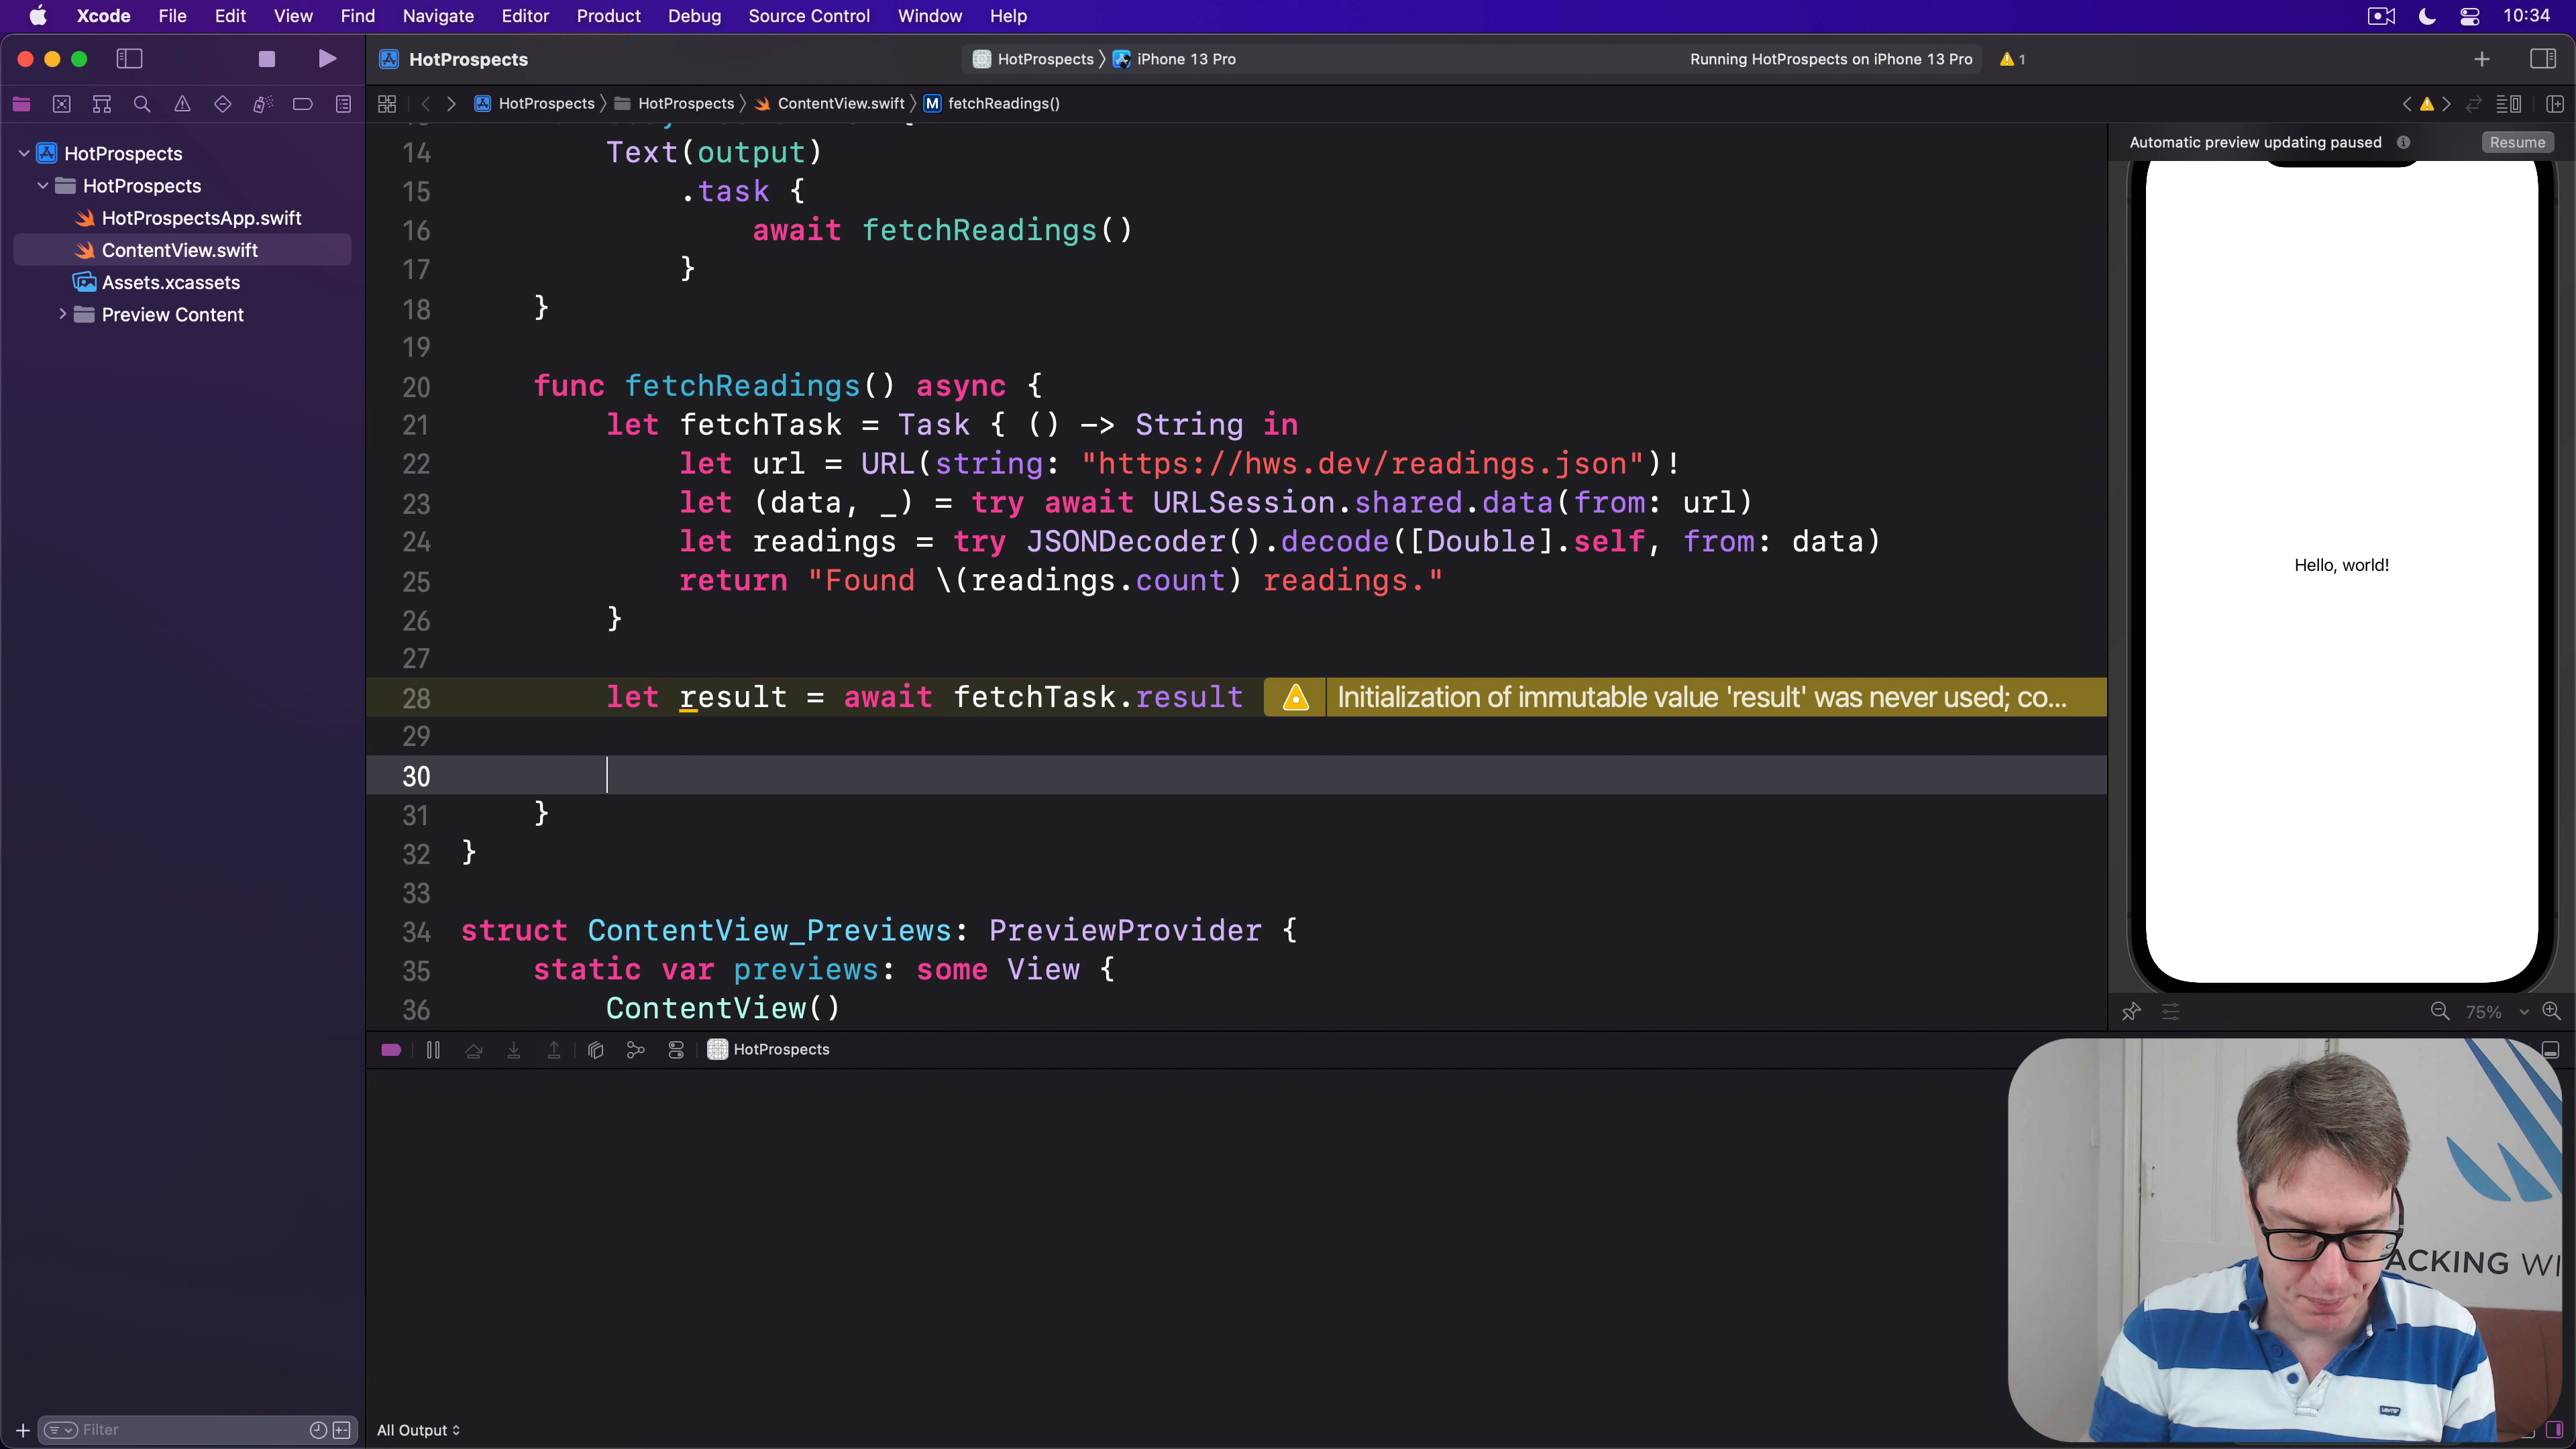 Xcode File Edit View Find Navigate Editor Product Debug Source Control Window Help 10:34
HotProspects HotProspects iPhone 13 Pro Running HotProspects on iPhone 13 Pro 1
HotProspects HotProspects ContentView.swift M fetchReadings()
HotProspects
HotProspects
HotProspectsApp.swift
ContentView.swift
Assets.xcassets
Preview Content
14 Text(output)
15 .task {
16 await fetchReadings()
17 }
18 }
19
20 func fetchReadings() async {
21 let fetchTask = Task { () -> String in
22 let url = URL(string: "https://hws.dev/readings.json")!
23 let (data, _) = try await URLSession.shared.data(from: url)
24 let readings = try JSONDecoder().decode([Double].self, from: data)
25 return "Found \(readings.count) readings."
26 }
27
28 let result = await fetchTask.result Initialization of immutable value 'result' was never used; co...
29
30
31 }
32 }
33
34 struct ContentView_Previews: PreviewProvider {
35 static var previews: some View {
36 ContentView()
Automatic preview updating paused Resume
Hello, world!
75%
HotProspects
ACKING WI
Filter
All Output